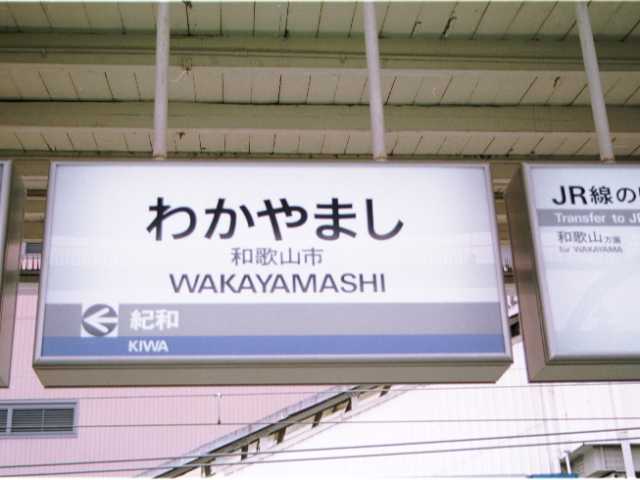 わかやまし
和歌山市
WAKAYAMASHI
紀和
KIWA
JR線の
Transfer to
和歌山方面
for WAKAYAMA